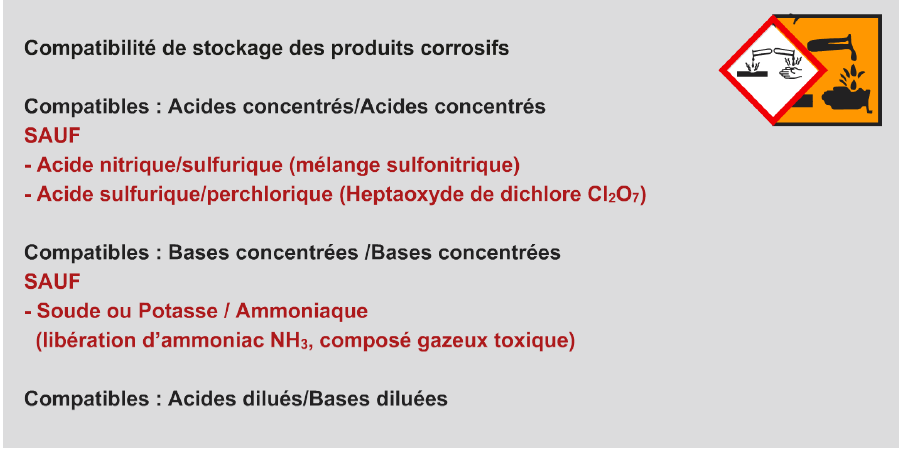 Compatibilité de stockage des produits corrosifs
Compatibles : Acides concentrés/Acides concentrés
SAUF
- Acide nitrique/sulfurique (mélange sulfonitrique)
- Acide sulfurique/perchlorique (Heptaoxyde de dichlore Cl₂O₇)
Compatibles : Bases concentrées /Bases concentrées
SAUF
- Soude ou Potasse / Ammoniaque
(libération d’ammoniac NH₃, composé gazeux toxique)
Compatibles : Acides dilués/Bases diluées